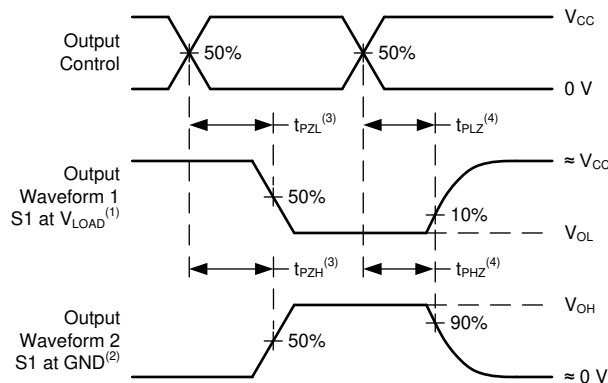 V_CC
Output
Control
50%
50%
0 V
t_PZL^(3)
t_PLZ^(4)
≈ V_CC
Output
Waveform 1
S1 at V_LOAD^(1)
50%
10%
V_OL
t_PZH^(3)
t_PHZ^(4)
V_OH
Output
Waveform 2
S1 at GND^(2)
50%
90%
≈ 0 V